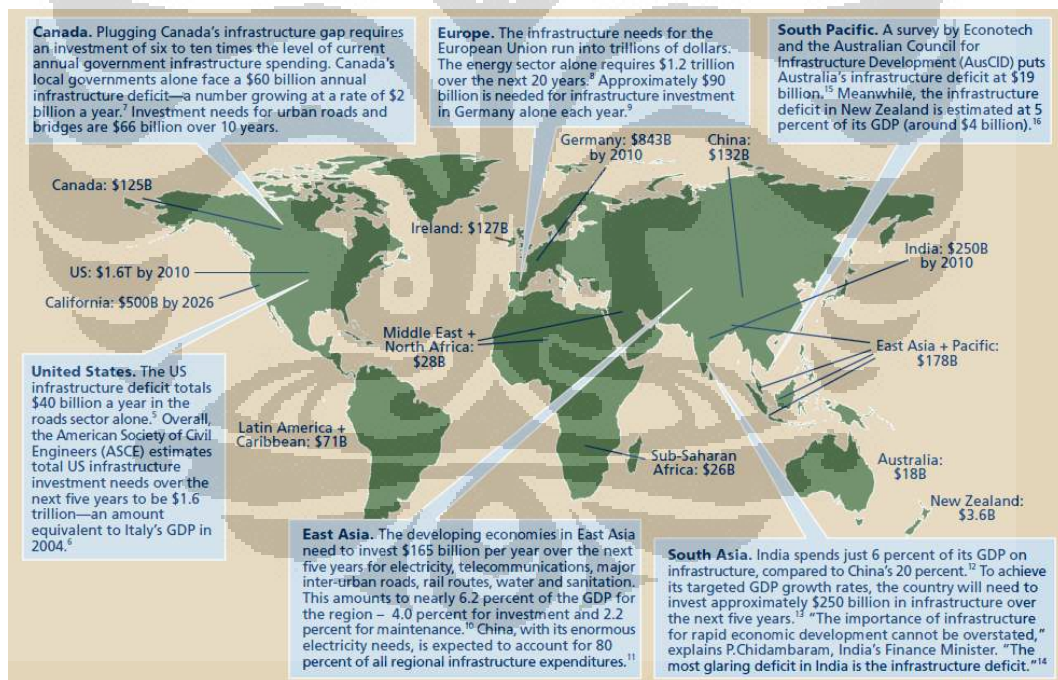 Canada. Plugging Canada's infrastructure gap requires
an investment of six to ten times the level of current
annual government infrastructure spending. Canada's
local governments alone face a $60 billion annual
infrastructure deficit—a number growing at a rate of $2
billion a year.7 Investment needs for urban roads and
bridges are $66 billion over 10 years.
Europe. The infrastructure needs for the
European Union run into trillions of dollars.
The energy sector alone requires $1.2 trillion
over the next 20 years.8 Approximately $90
billion is needed for infrastructure investment
in Germany alone each year.9
South Pacific. A survey by Econotech
and the Australian Council for
Infrastructure Development (AusCID) puts
Australia's infrastructure deficit at $19
billion.15 Meanwhile, the infrastructure
deficit in New Zealand is estimated at 5
percent of its GDP (around $4 billion).16
Germany: $843B
by 2010
China:
$132B
Canada: $125B
Ireland: $127B
India: $250B
by 2010
US: $1.6T by 2010
California: $500B by 2026
Middle East +
North Africa:
$28B
East Asia + Pacific:
$178B
United States. The US
infrastructure deficit totals
$40 billion a year in the
roads sector alone.5 Overall,
the American Society of Civil
Engineers (ASCE) estimates
total US infrastructure
investment needs over the
next five years to be $1.6
trillion—an amount
equivalent to Italy's GDP in
2004.6
Latin America +
Caribbean: $71B
Sub-Saharan
Africa: $26B
Australia:
$18B
New Zealand:
$3.6B
East Asia. The developing economies in East Asia
need to invest $165 billion per year over the next
five years for electricity, telecommunications, major
inter-urban roads, rail routes, water and sanitation.
This amounts to nearly 6.2 percent of the GDP for
the region – 4.0 percent for investment and 2.2
percent for maintenance.10 China, with its enormous
electricity needs, is expected to account for 80
percent of all regional infrastructure expenditures.11
South Asia. India spends just 6 percent of its GDP on
infrastructure, compared to China's 20 percent.12 To achieve
its targeted GDP growth rates, the country will need to
invest approximately $250 billion in infrastructure over
the next five years.13 "The importance of infrastructure
for rapid economic development cannot be overstated,"
explains P.Chidambaram, India's Finance Minister. "The
most glaring deficit in India is the infrastructure deficit."14